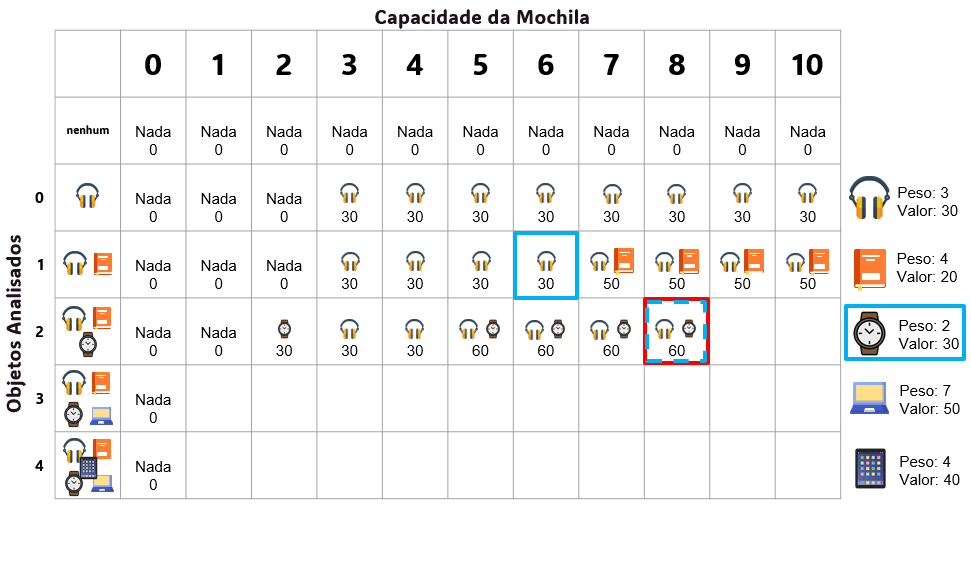 Capacidade da Mochila
0 1 2 3 4 5 6 7 8 9 10
nenhum
Nada Nada Nada Nada Nada Nada Nada Nada Nada Nada Nada
0 0 0 0 0 0 0 0 0 0 0
Objetos Analisados
0
Nada Nada Nada
0 0 0 30 30 30 30 30 30 30 30
Peso: 3
Valor: 30
1
Nada Nada Nada
0 0 0 30 30 30 30 50 50 50 50
Peso: 4
Valor: 20
2
Nada Nada
0 0 30 30 30 60 60 60 60
Peso: 2
Valor: 30
3
Nada
0
Peso: 7
Valor: 50
4
Nada
0
Peso: 4
Valor: 40